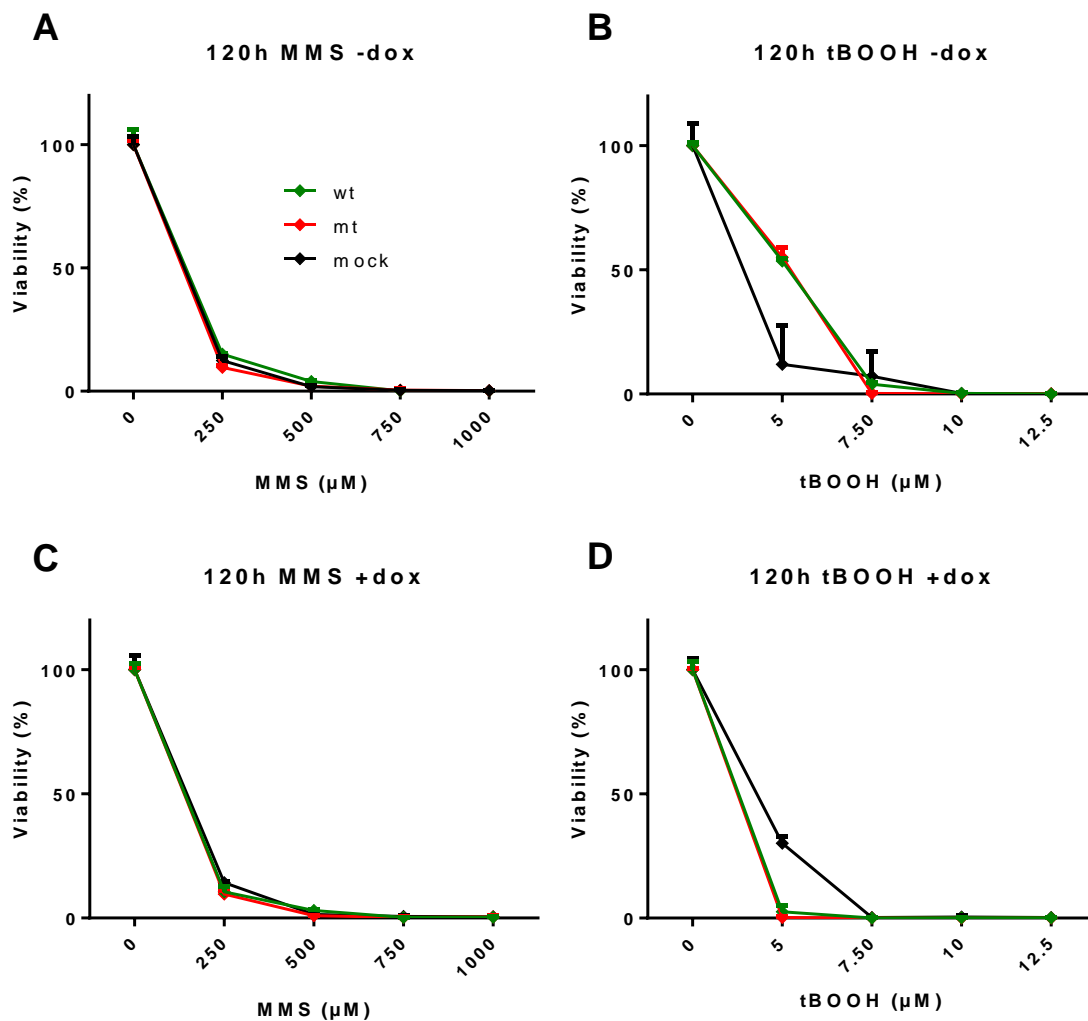 A
120h MMS -dox
Viability (%)
100
50
0
wt
mt
mock
0
250
500
750
1000
MMS (µM)
B
120h tBOOH -dox
Viability (%)
100
50
0
0
5
7.50
10
12.5
tBOOH (µM)
C
120h MMS +dox
Viability (%)
100
50
0
0
250
500
750
1000
MMS (µM)
D
120h tBOOH +dox
Viability (%)
100
50
0
0
5
7.50
10
12.5
tBOOH (µM)